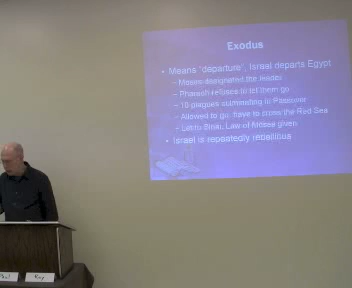 Exodus
• Means "departure", Israel departs Egypt
– Moses designated the leader
– Pharaoh refuses to let them go
– 10 plagues culminating in Passover
– Allowed to go, have to cross the Red Sea
– Led to Sinai, Law of Moses given
• Israel is repeatedly rebellious
Paul Ray